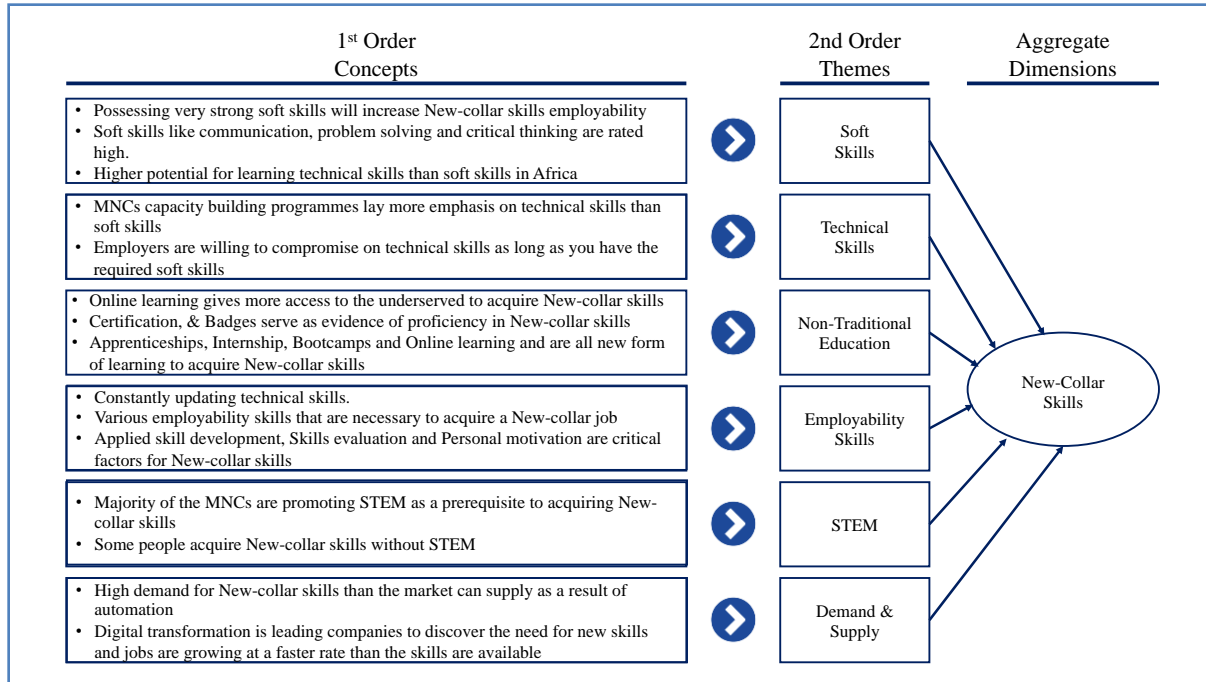 1st Order
Concepts
2nd Order
Themes
Aggregate
Dimensions
• Possessing very strong soft skills will increase New-collar skills employability
• Soft skills like communication, problem solving and critical thinking are rated
high.
• Higher potential for learning technical skills than soft skills in Africa
Soft
Skills
• MNCs capacity building programmes lay more emphasis on technical skills than
soft skills
• Employers are willing to compromise on technical skills as long as you have the
required soft skills
Technical
Skills
• Online learning gives more access to the underserved to acquire New-collar skills
• Certification, & Badges serve as evidence of proficiency in New-collar skills
• Apprenticeships, Internship, Bootcamps and Online learning and are all new form
of learning to acquire New-collar skills
Non-Traditional
Education
• Constantly updating technical skills.
• Various employability skills that are necessary to acquire a New-collar job
• Applied skill development, Skills evaluation and Personal motivation are critical
factors for New-collar skills
Employability
Skills
New-Collar
Skills
• Majority of the MNCs are promoting STEM as a prerequisite to acquiring New-
collar skills
• Some people acquire New-collar skills without STEM
STEM
• High demand for New-collar skills than the market can supply as a result of
automation
• Digital transformation is leading companies to discover the need for new skills
and jobs are growing at a faster rate than the skills are available
Demand &
Supply